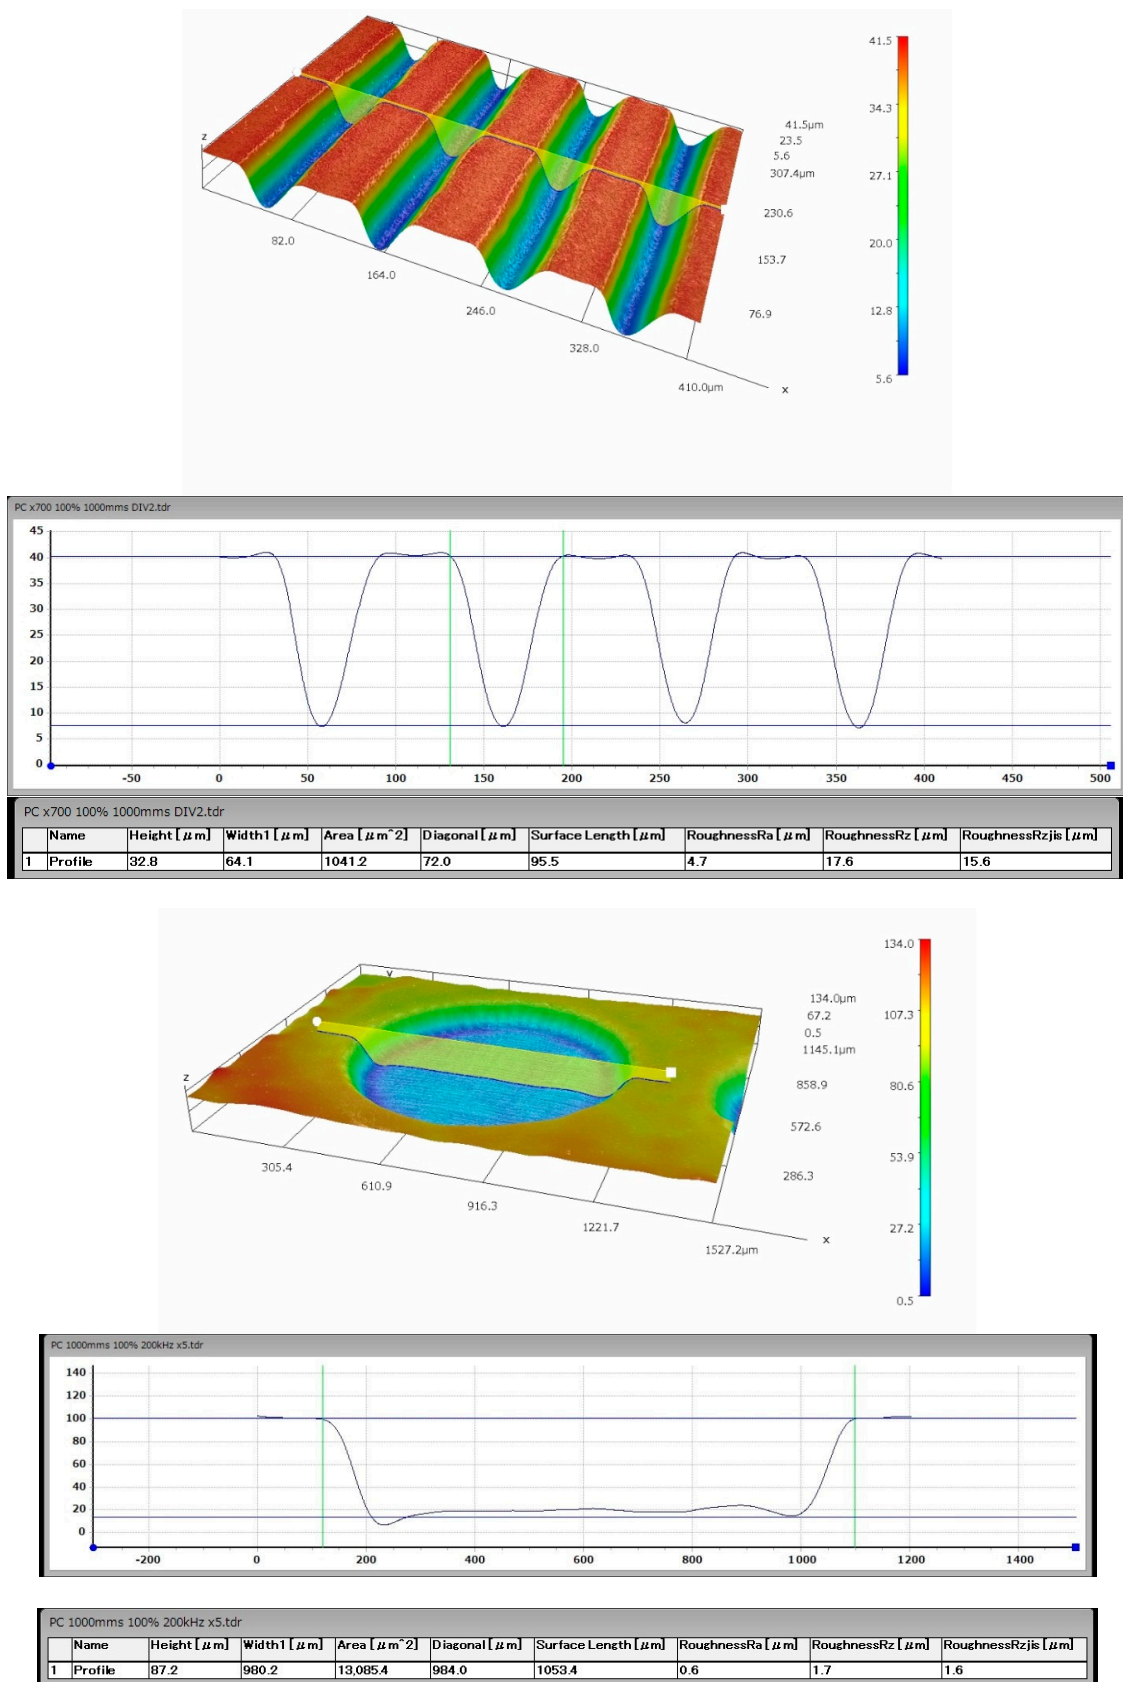 41.5
34.3
27.1
20.0
12.8
5.6
41.5µm
23.5
5.6
307.4µm
230.6
153.7
76.9
z
82.0
164.0
246.0
328.0
410.0µm
x
PC x700 100% 1000mms DIV2.tdr
45
40
35
30
25
20
15
10
5
0
-50 0 50 100 150 200 250 300 350 400 450 500
PC x700 100% 1000mms DIV2.tdr
Name Height[μm] Width1[μm] Area[μm^2] Diagonal[μm] Surface Length[μm] RoughnessRa[μm] RoughnessRz[μm] RoughnessRzjis[μm]
1 Profile 32.8 64.1 1041.2 72.0 95.5 4.7 17.6 15.6
134.0
107.3
80.6
53.9
27.2
0.5
134.0µm
67.2
0.5
1145.1µm
858.9
572.6
286.3
y
z
305.4
610.9
916.3
1221.7
1527.2µm
x
PC 1000mms 100% 200kHz x5.tdr
140
120
100
80
60
40
20
0
-200 0 200 400 600 800 1000 1200 1400
PC 1000mms 100% 200kHz x5.tdr
Name Height[μm] Width1[μm] Area[μm^2] Diagonal[μm] Surface Length[μm] RoughnessRa[μm] RoughnessRz[μm] RoughnessRzjis[μm]
1 Profile 87.2 980.2 13,085.4 984.0 1053.4 0.6 1.7 1.6